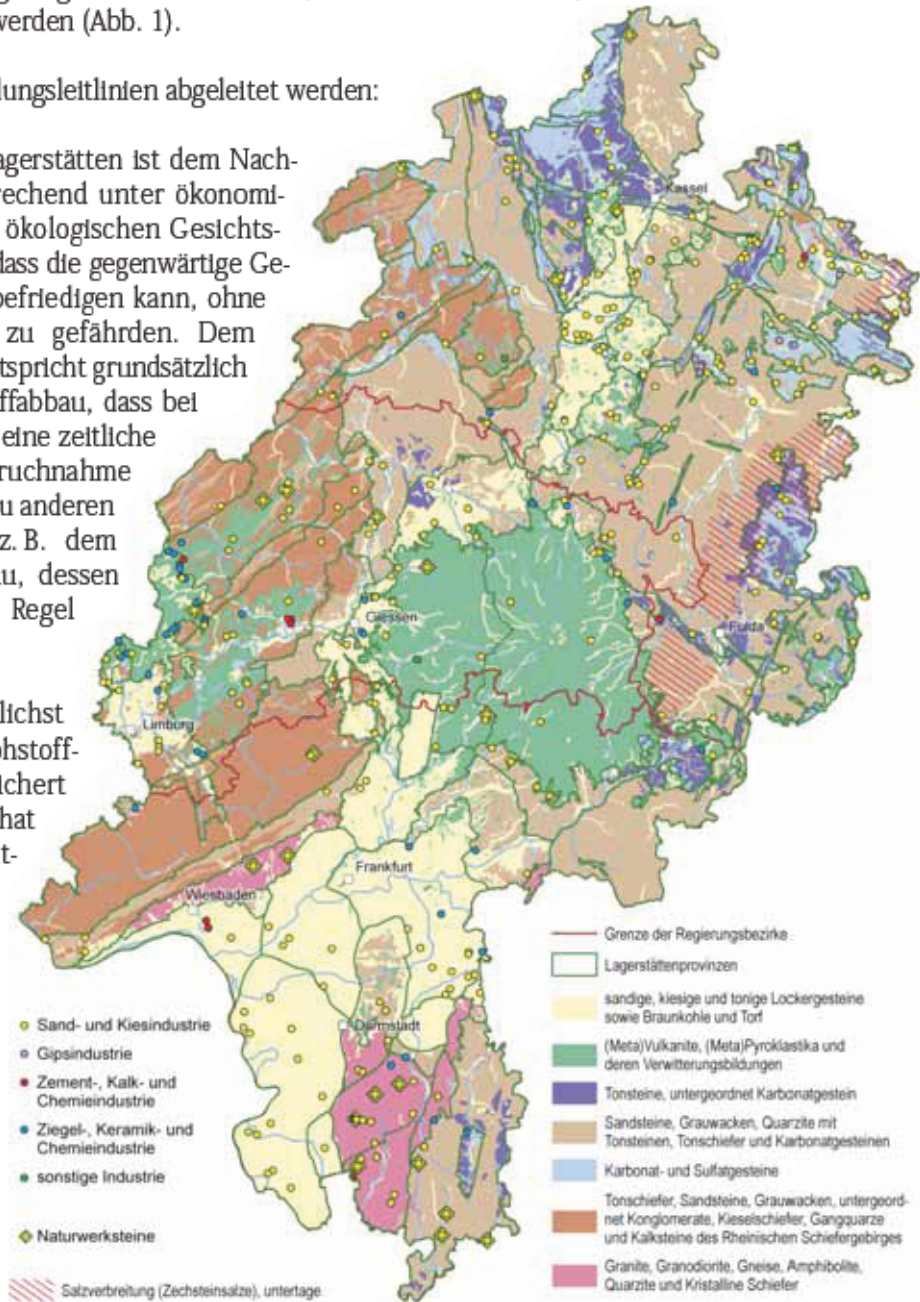 werden (Abb. 1).
lungsleitlinien abgeleitet werden:
agerstätten ist dem Nach-
rechend unter ökonomi-
ökologischen Gesichts-
dass die gegenwärtige Ge-
befriedigen kann, ohne
zu gefährden. Dem
tspricht grundsätzlich
ffabbau, dass bei
eine zeitliche
ruchnahme
u anderen
z. B. dem
au, dessen
Regel
lichst
ohstoff-
ichert
hat
t-
Kassel
Giessen
Fulda
Limburg
Frankfurt
Wiesbaden
Darmstadt
Sand- und Kiesindustrie
Gipsindustrie
Zement-, Kalk- und
Chemieindustrie
Ziegel-, Keramik- und
Chemieindustrie
sonstige Industrie
Naturwerksteine
Salzverbreitung (Zechsteinsalze), untertage
Grenze der Regierungsbezirke
Lagerstättenprovinzen
sandige, kiesige und tonige Lockergesteine
sowie Braunkohle und Torf
(Meta)Vulkanite, (Meta)Pyroklastika und
deren Verwitterungsbildungen
Tonsteine, untergeordnet Karbonatgestein
Sandsteine, Grauwacken, Quarzite mit
Tonsteinen, Tonschiefer und Karbonatgesteinen
Karbonat- und Sulfatgesteine
Tonschiefer, Sandsteine, Grauwacken, untergeord-
net Konglomerate, Kieselschiefer, Gangquarze
und Kalksteine des Rheinischen Schiefergebirges
Granite, Granodiorite, Gneise, Amphibolite,
Quarzite und Kristalline Schiefer